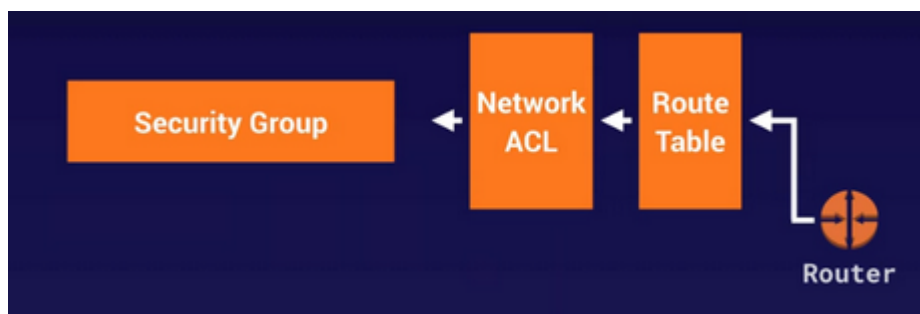 Security Group
Network
ACL
Route
Table
Router